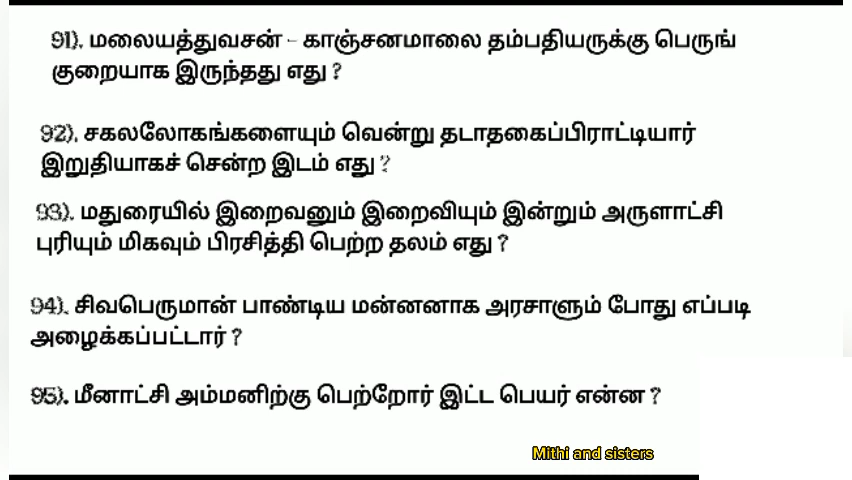 91). மலையத்துவசன் - காஞ்சனமாலை தம்பதியருக்கு பெருங்
குறையாக இருந்தது எது ?
92). சகலலோகங்களையும் வென்று தடாதகைப்பிராட்டியார்
இறுதியாகச் சென்ற இடம் எது ?
93). மதுரையில் இறைவனும் இறைவியும் இன்றும் அருளாட்சி
புரியும் மிகவும் பிரசித்தி பெற்ற தலம் எது ?
94). சிவபெருமான் பாண்டிய மன்னனாக அரசாளும் போது எப்படி
அழைக்கப்பட்டார் ?
95). மீனாட்சி அம்மனிற்கு பெற்றோர் இட்ட பெயர் என்ன ?
Mithi and sisters